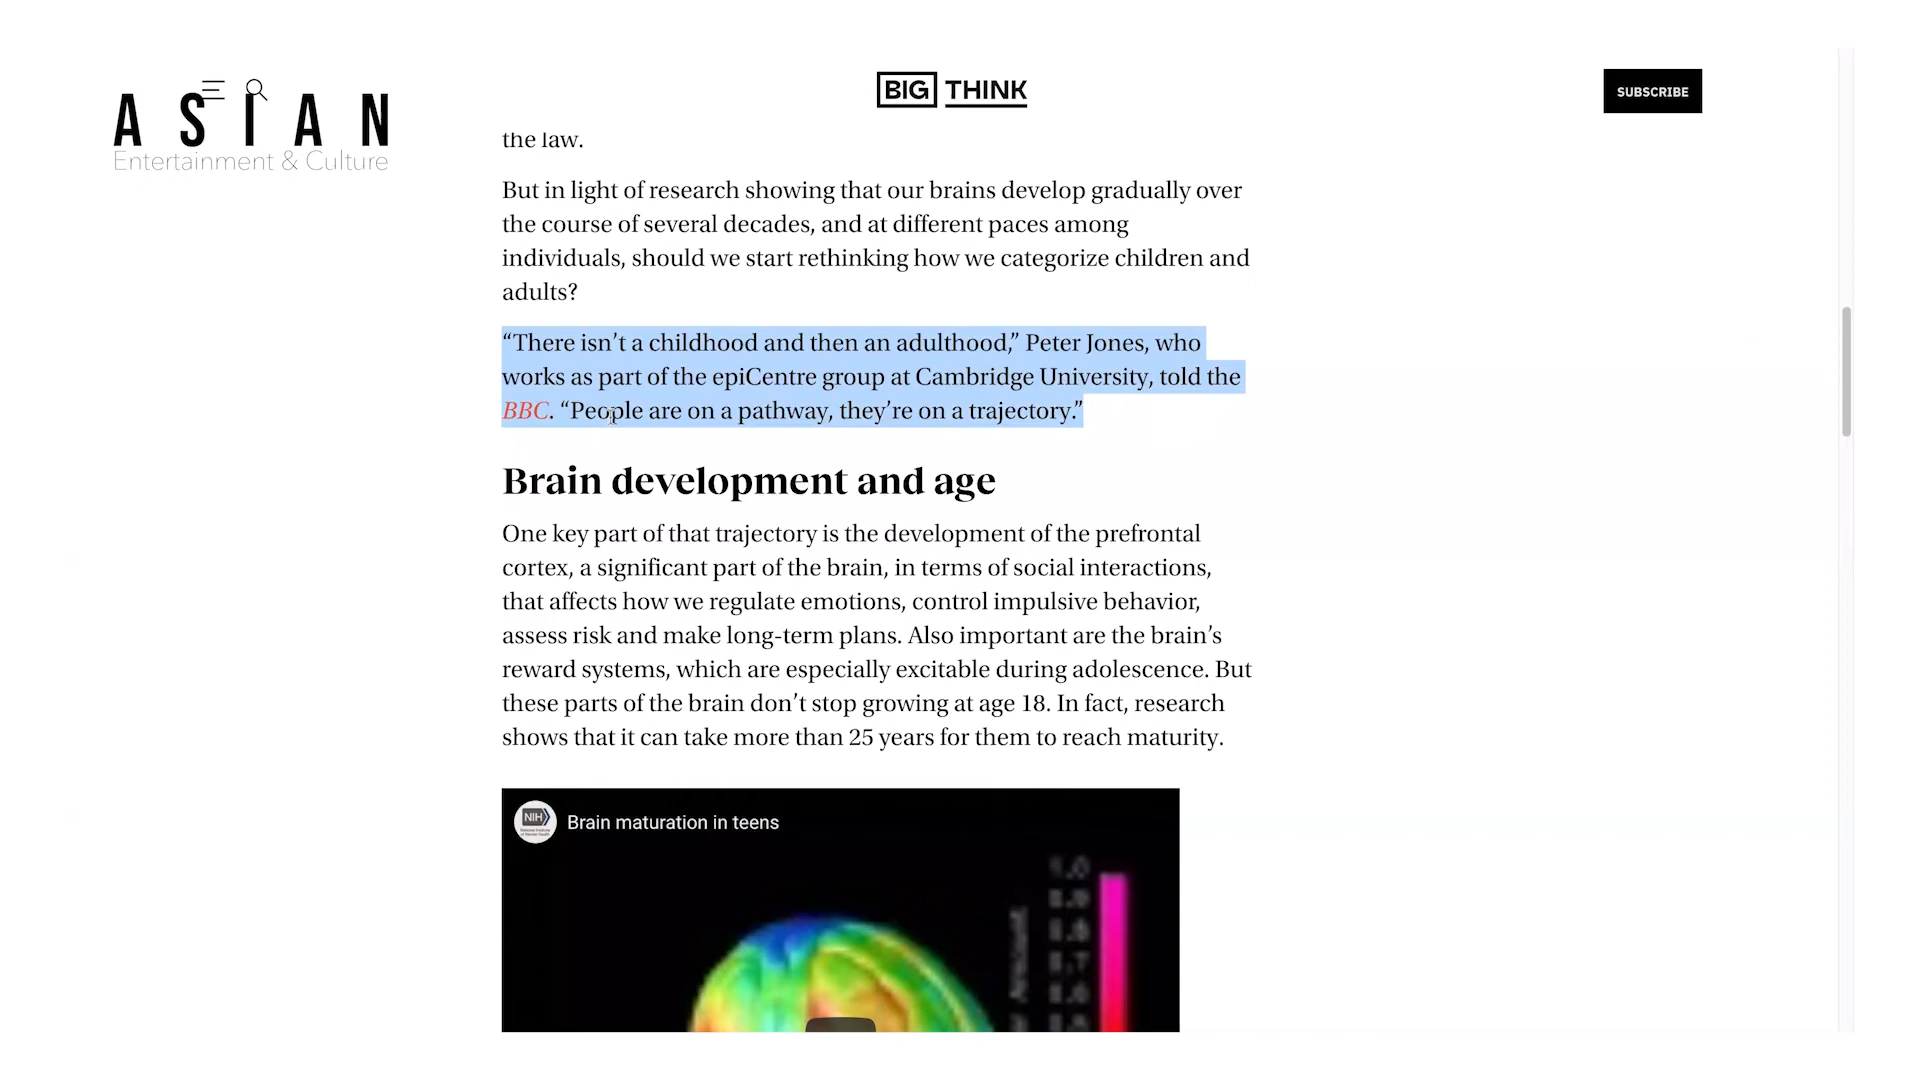 ASIAN
Entertainment & Culture
BIG THINK
SUBSCRIBE
the law.
But in light of research showing that our brains develop gradually over
the course of several decades, and at different paces among
individuals, should we start rethinking how we categorize children and
adults?
“There isn’t a childhood and then an adulthood,” Peter Jones, who
works as part of the epiCentre group at Cambridge University, told the
BBC. “People are on a pathway, they’re on a trajectory.”
Brain development and age
One key part of that trajectory is the development of the prefrontal
cortex, a significant part of the brain, in terms of social interactions,
that affects how we regulate emotions, control impulsive behavior,
assess risk and make long-term plans. Also important are the brain’s
reward systems, which are especially excitable during adolescence. But
these parts of the brain don’t stop growing at age 18. In fact, research
shows that it can take more than 25 years for them to reach maturity.
NIH
Brain maturation in teens
1.0